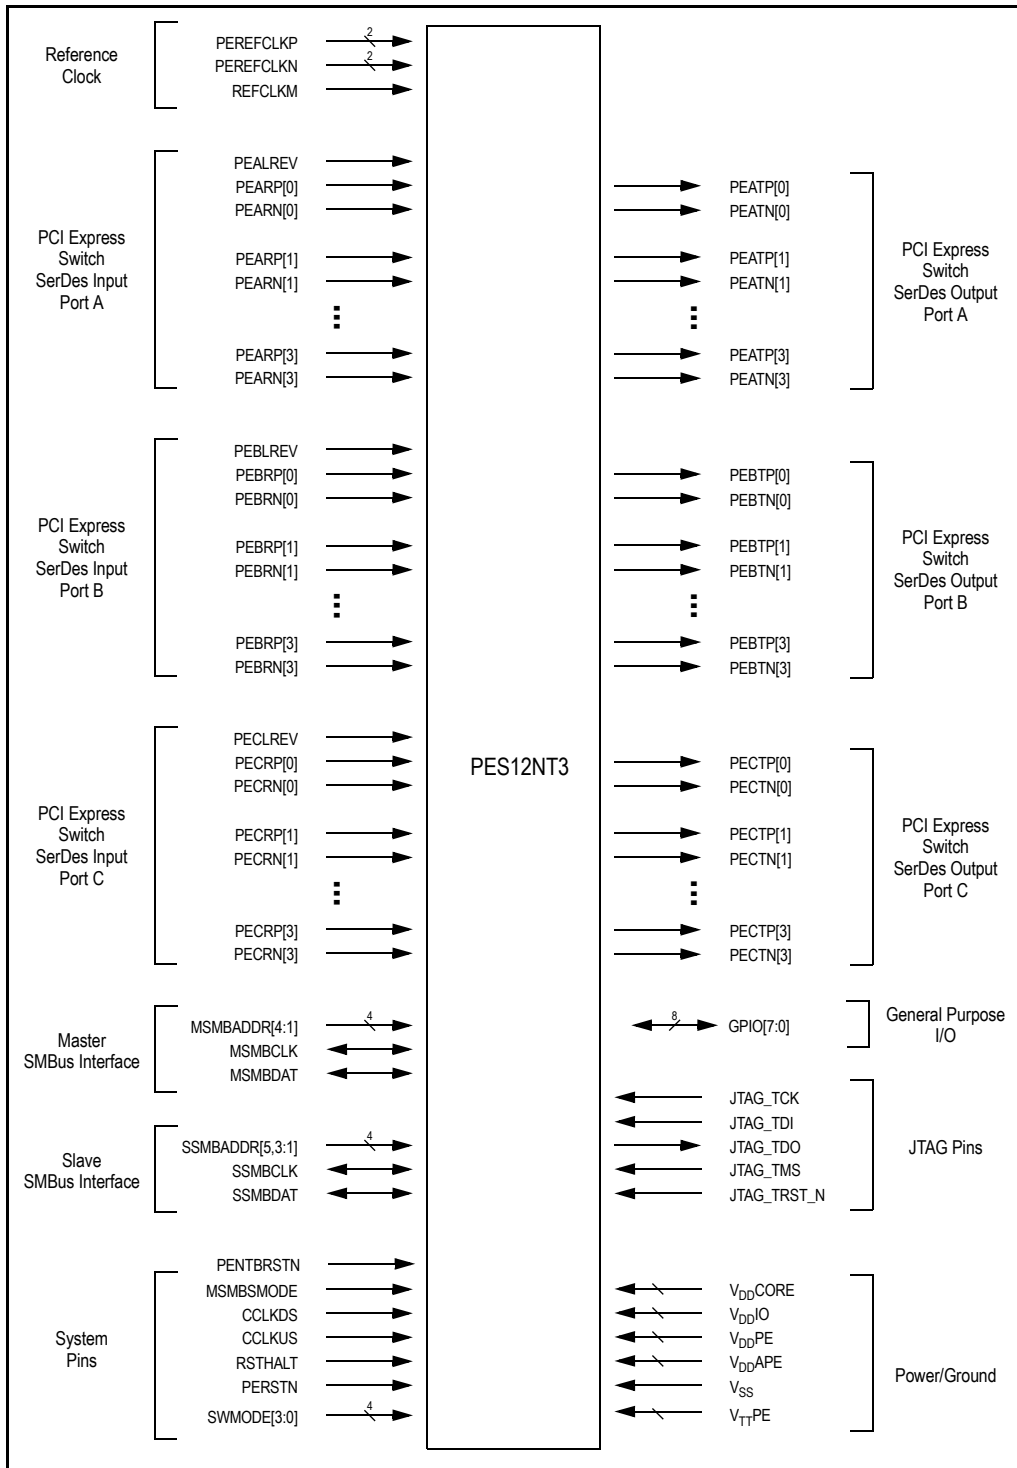 Reference
Clock
PEREFCLKP
2
PEREFCLKN
2
REFCLKM
PCI Express
Switch
SerDes Input
Port A
PEALREV
PEARP[0]
PEARN[0]
PEARP[1]
PEARN[1]
PEARP[3]
PEARN[3]
PCI Express
Switch
SerDes Input
Port B
PEBLREV
PEBRP[0]
PEBRN[0]
PEBRP[1]
PEBRN[1]
PEBRP[3]
PEBRN[3]
PCI Express
Switch
SerDes Input
Port C
PECLREV
PECRP[0]
PECRN[0]
PECRP[1]
PECRN[1]
PECRP[3]
PECRN[3]
Master
SMBus Interface
MSMBADDR[4:1]
4
MSMBCLK
MSMBDAT
Slave
SMBus Interface
SSMBADDR[5,3:1]
4
SSMBCLK
SSMBDAT
System
Pins
PENTBRSTN
MSMBSMODE
CCLKDS
CCLKUS
RSTHALT
PERSTN
SWMODE[3:0]
4
PES12NT3
PEATP[0]
PEATN[0]
PEATP[1]
PEATN[1]
PEATP[3]
PEATN[3]
PCI Express
Switch
SerDes Output
Port A
PEBTP[0]
PEBTN[0]
PEBTP[1]
PEBTN[1]
PEBTP[3]
PEBTN[3]
PCI Express
Switch
SerDes Output
Port B
PECTP[0]
PECTN[0]
PECTP[1]
PECTN[1]
PECTP[3]
PECTN[3]
PCI Express
Switch
SerDes Output
Port C
8
GPIO[7:0]
General Purpose
I/O
JTAG_TCK
JTAG_TDI
JTAG_TDO
JTAG_TMS
JTAG_TRST_N
JTAG Pins
VDDCORE
VDDIO
VDDPE
VDDAPE
VSS
VTTPE
Power/Ground